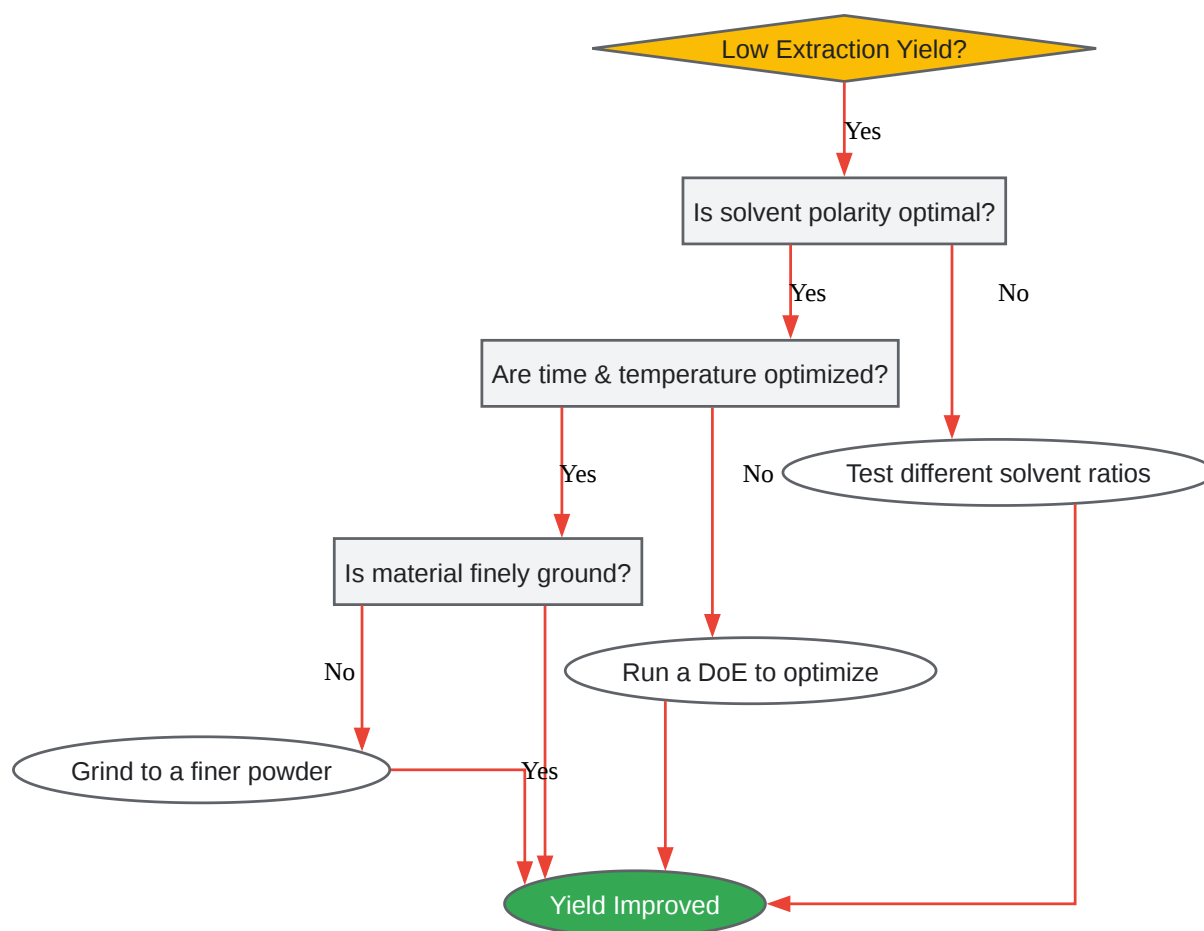 Low Extraction Yield?
Yes
Is solvent polarity optimal?
Yes
No
Are time & temperature optimized?
Yes
No
Test different solvent ratios
Is material finely ground?
No
Run a DoE to optimize
Grind to a finer powder
Yes
Yield Improved